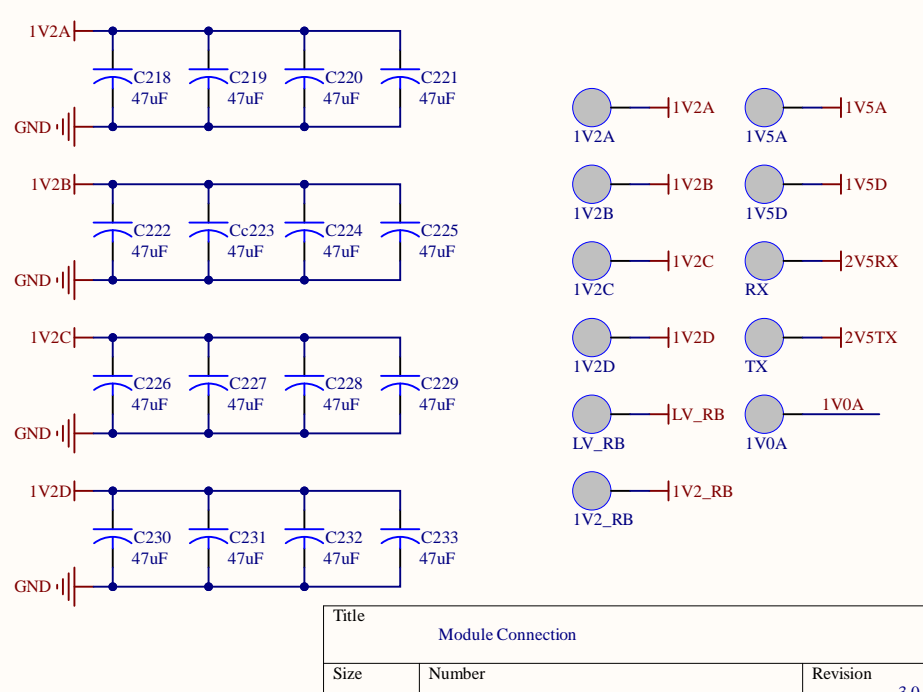 1V2A
C218 C219 C220 C221
47uF 47uF 47uF 47uF
GND
1V2B
C222 Cc223 C224 C225
47uF 47uF 47uF 47uF
GND
1V2C
C226 C227 C228 C229
47uF 47uF 47uF 47uF
GND
1V2D
C230 C231 C232 C233
47uF 47uF 47uF 47uF
GND
1V2A 1V5A
1V2A 1V5A
1V2B 1V5D
1V2B 1V5D
1V2C 2V5RX
1V2C RX
1V2D 2V5TX
1V2D TX
LV_RB 1V0A
LV_RB 1V0A
1V2_RB
1V2_RB
Title
Module Connection
Size Number Revision
3.0